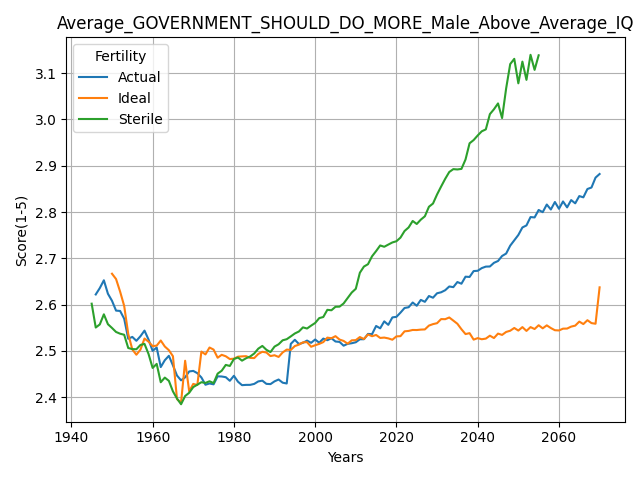 Average_GOVERNMENT_SHOULD_DO_MORE_Male_Above_Average_IQ
Fertility
Actual
Ideal
Sterile
Score(1-5)
3.1
3.0
2.9
2.8
2.7
2.6
2.5
2.4
1940
1960
1980
2000
2020
2040
2060
Years